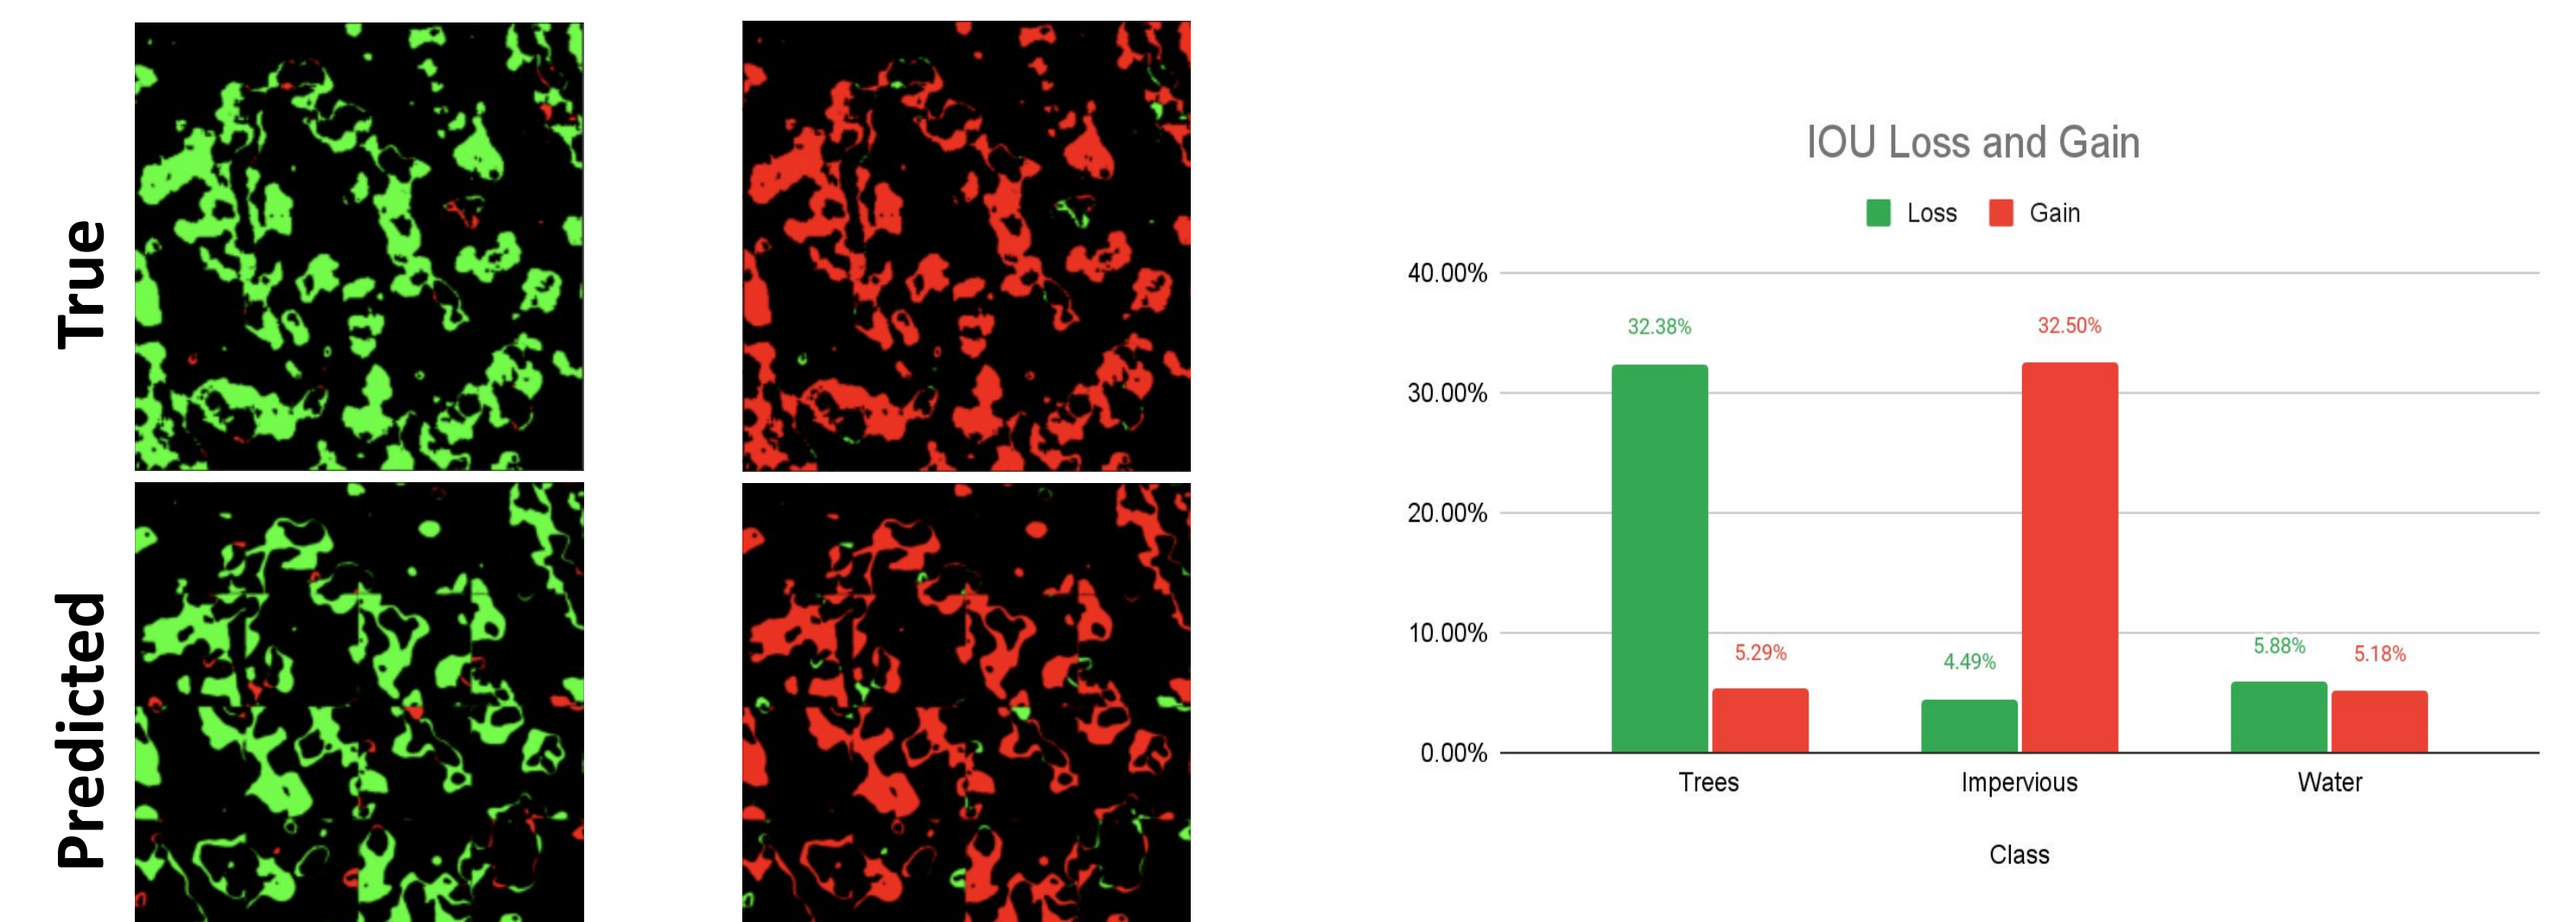 True
Predicted
IOU Loss and Gain
Loss Gain
40.00%
30.00%
20.00%
10.00%
0.00%
32.38%
5.29%
4.49%
32.50%
5.88%
5.18%
Trees Impervious Water
Class